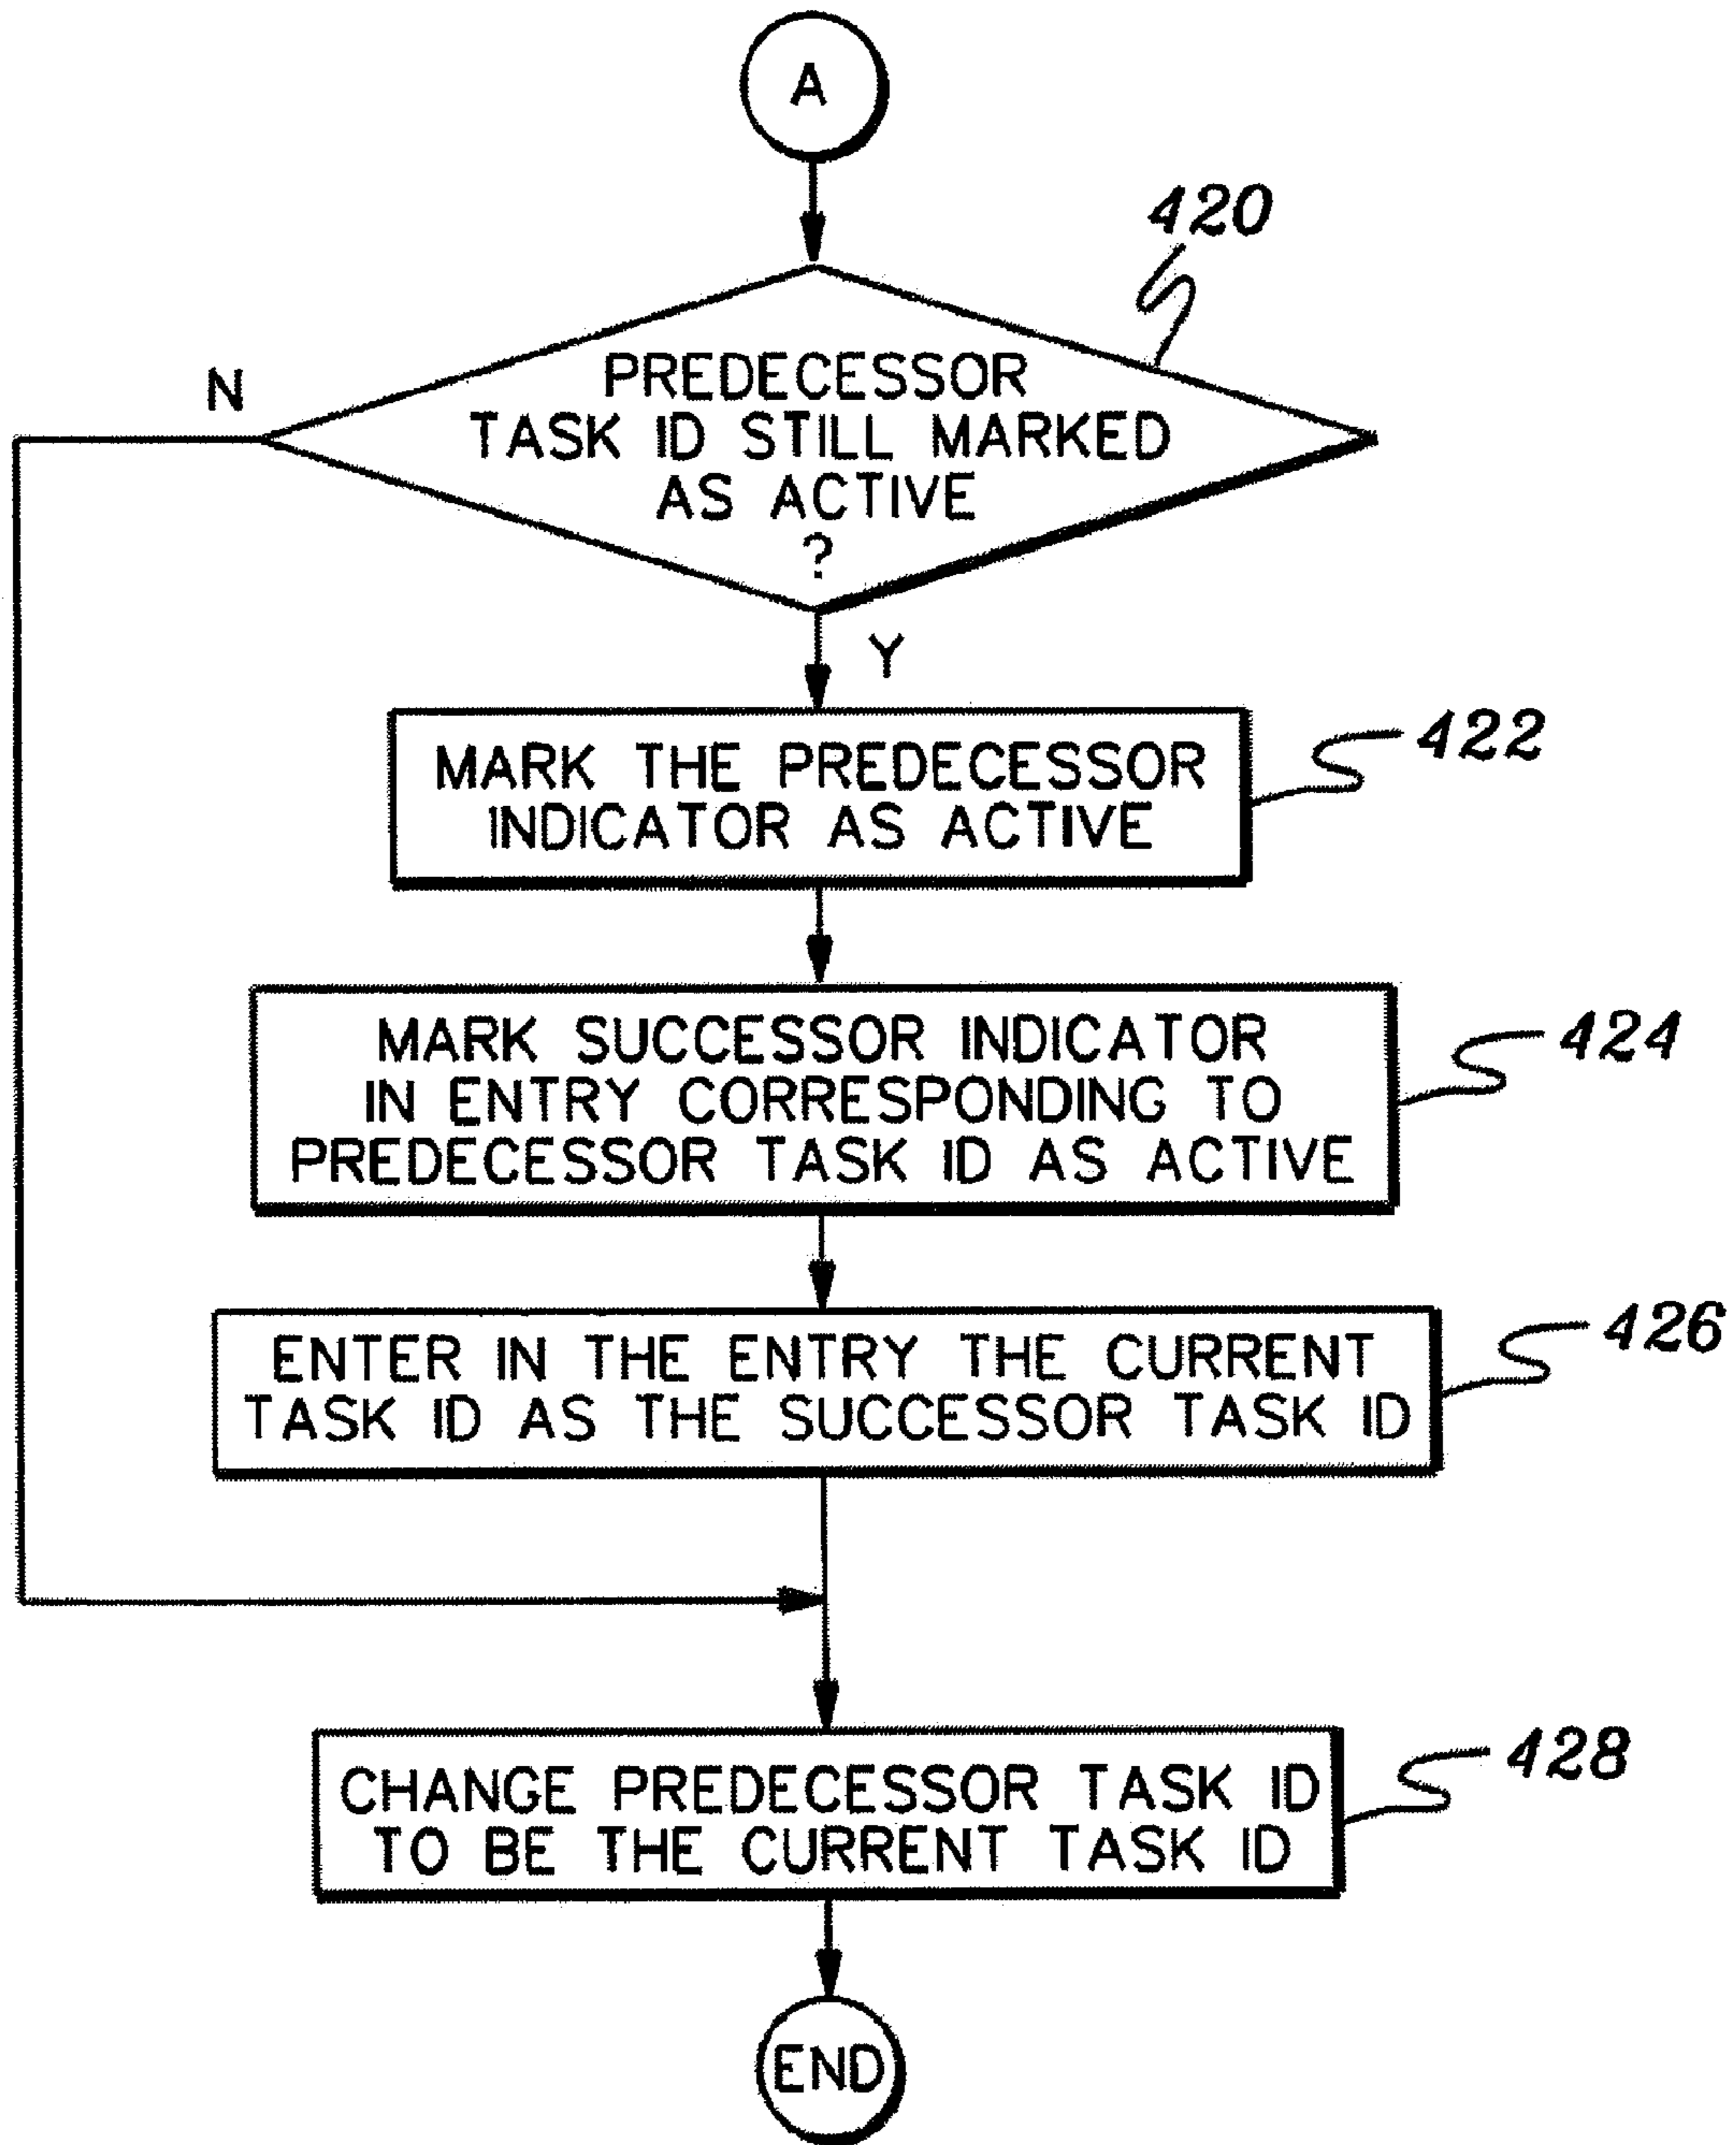 A
420
N
PREDECESSOR
TASK ID STILL MARKED
AS ACTIVE
?
Y
MARK THE PREDECESSOR
INDICATOR AS ACTIVE
422
MARK SUCCESSOR INDICATOR
IN ENTRY CORRESPONDING TO
PREDECESSOR TASK ID AS ACTIVE
424
ENTER IN THE ENTRY THE CURRENT
TASK ID AS THE SUCCESSOR TASK ID
426
CHANGE PREDECESSOR TASK ID
TO BE THE CURRENT TASK ID
428
END